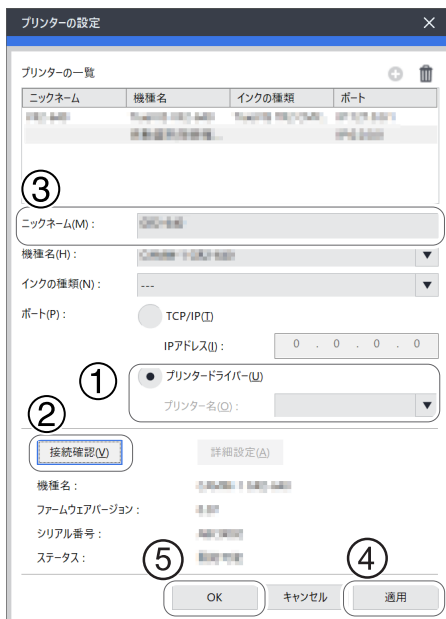 プリンターの設定
プリンターの一覧
ニックネーム 機種名 インクの種類 ポート
③
ニックネーム(M) :
機種名(H) :
インクの種類(N) : ---
ポート(P) : TCP/IP(T)
IPアドレス(I) : 0 . 0 . 0 . 0
① プリンタードライバー(U)
プリンター名(O) :
②
接続確認(V) 詳細設定(A)
機種名 :
ファームウェアバージョン :
シリアル番号 :
ステータス :
⑤ ④
OK キャンセル 適用